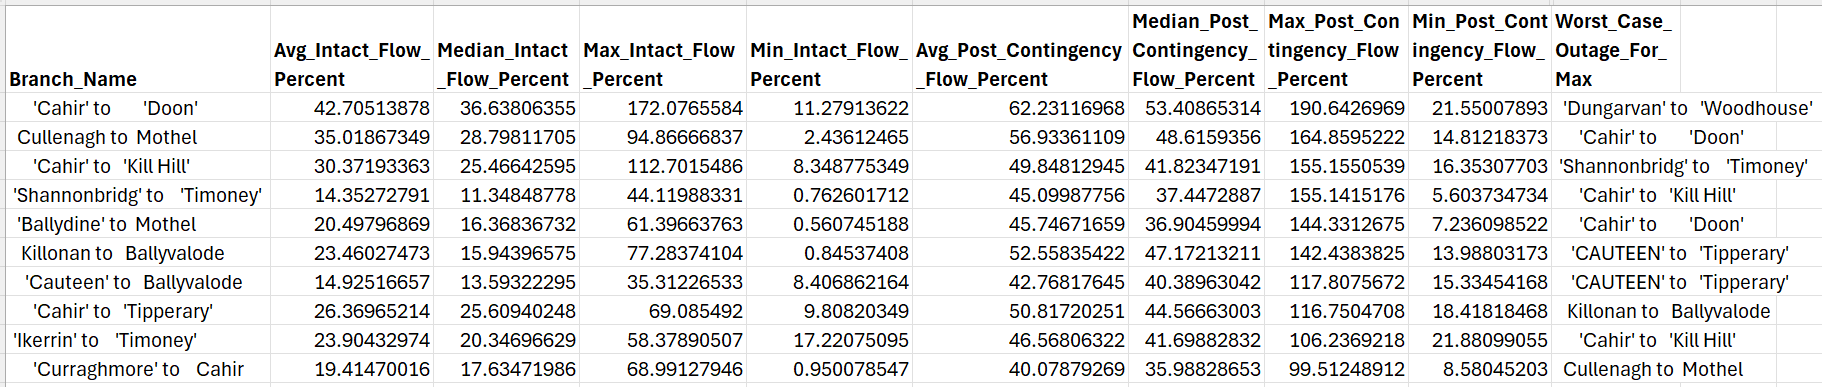 Branch_Name Avg_Intact_Flow_Percent Median_Intact_Flow_Percent Max_Intact_Flow_Percent Min_Intact_Flow_Percent Avg_Post_Contingency_Flow_Percent Median_Post_Contingency_Flow_Percent Max_Post_Contingency_Flow_Percent Min_Post_Contingency_Flow_Percent Worst_Case_Outage_For_Max
'Cahir' to 'Doon' 42.70513878 36.63806355 172.0765584 11.27913622 62.23116968 53.40865314 190.6426969 21.55007893 'Dungarvan' to 'Woodhouse'
Cullenagh to Mothel 35.01867349 28.79811705 94.86666837 2.43612465 56.93361109 48.6159356 164.8595222 14.81218373 'Cahir' to 'Doon'
'Cahir' to 'Kill Hill' 30.37193363 25.46642595 112.7015486 8.348775349 49.84812945 41.82347191 155.1550539 16.35307703 'Shannonbridg' to 'Timoney'
'Shannonbridg' to 'Timoney' 14.35272791 11.34848778 44.11988331 0.762601712 45.09987756 37.4472887 155.1415176 5.603734734 'Cahir' to 'Kill Hill'
'Ballydine' to Mothel 20.49796869 16.36836732 61.39663763 0.560745188 45.74671659 36.90459994 144.3312675 7.236098522 'Cahir' to 'Doon'
Killonan to Ballyvalode 23.46027473 15.94396575 77.28374104 0.84537408 52.55835422 47.17213211 142.4383825 13.98803173 'CAUTEEN' to 'Tipperary'
'Cauteen' to Ballyvalode 14.92516657 13.59322295 35.31226533 8.406862164 42.76817645 40.38963042 117.8075672 15.33454168 'CAUTEEN' to 'Tipperary'
'Cahir' to 'Tipperary' 26.36965214 25.60940248 69.085492 9.80820349 50.81720251 44.56663003 116.7504708 18.41818468 Killonan to Ballyvalode
'Ikerrin' to 'Timoney' 23.90432974 20.34696629 58.37890507 17.22075095 46.56806322 41.69882832 106.2369218 21.88099055 'Cahir' to 'Kill Hill'
'Curraghmore' to Cahir 19.41470016 17.63471986 68.99127946 0.950078547 40.07879269 35.98828653 99.51248912 8.58045203 Cullenagh to Mothel